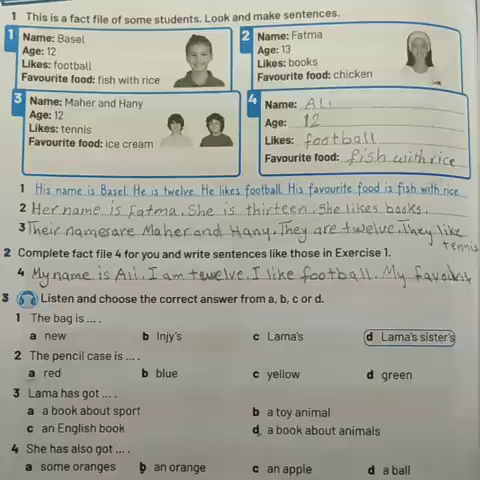 1 This is a fact file of some students. Look and make sentences.
1 Name: Basel
Age: 12
Likes: football
Favourite food: fish with rice
2 Name: Fatma
Age: 13
Likes: books
Favourite food: chicken
3 Name: Maher and Hany
Age: 12
Likes: tennis
Favourite food: ice cream
4 Name: Ali
Age: 12
Likes: football
Favourite food: fish with rice
1 His name is Basel. He is twelve. He likes football. His favourite food is fish with rice.
2 Her name is Fatma. She is thirteen. She likes books.
3 Their names are Maher and Hany. They are twelve. They like
tennis
2 Complete fact file 4 for you and write sentences like those in Exercise 1.
4 My name is Ali. I am twelve. I like football. My
3 Listen and choose the correct answer from a, b, c or d.
1 The bag is ... .
a new b Injy's c Lama's d Lama's sister's
2 The pencil case is ... .
a red b blue c yellow d green
3 Lama has got ... .
a a book about sport b a toy animal
c an English book d a book about animals
4 She has also got ... .
a some oranges b an orange c an apple d a ball